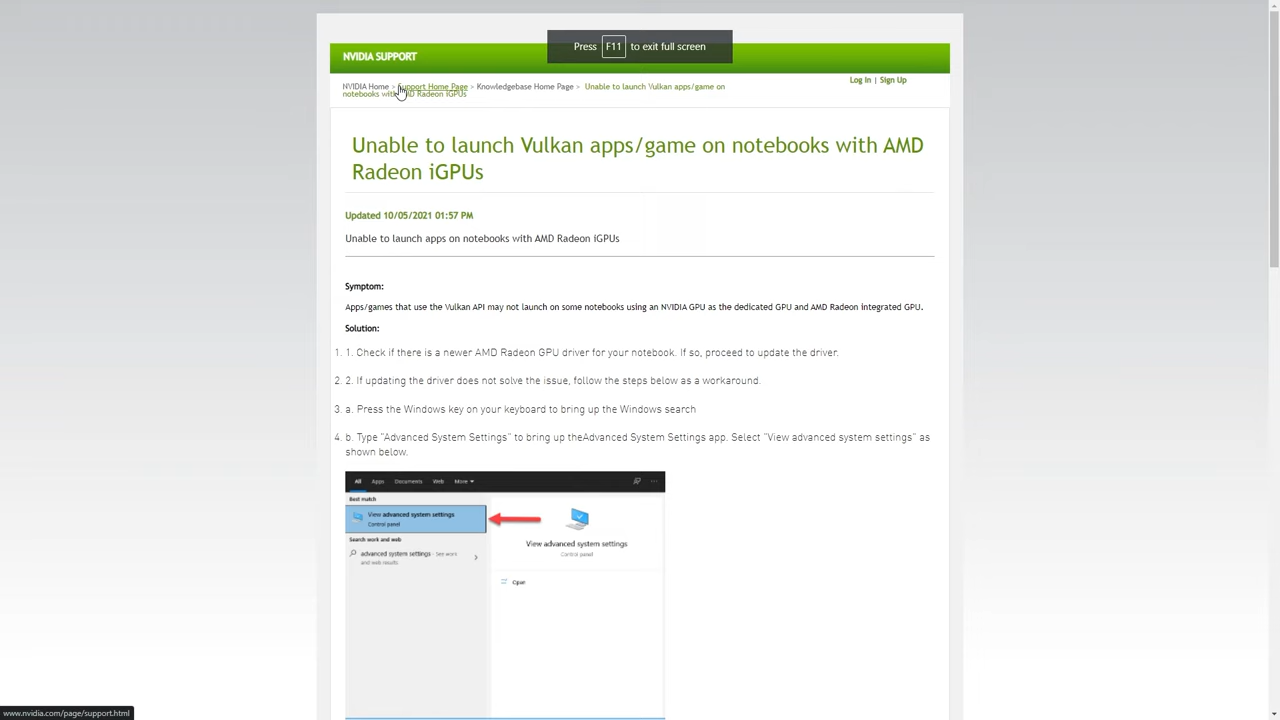 Press F11 to exit full screen
NVIDIA SUPPORT
Log In | Sign Up
NVIDIA Home > Support Home Page > Knowledgebase Home Page > Unable to launch Vulkan apps/game on
notebooks with AMD Radeon iGPUs
Unable to launch Vulkan apps/game on notebooks with AMD
Radeon iGPUs
Updated 10/05/2021 01:57 PM
Unable to launch apps on notebooks with AMD Radeon iGPUs
Symptom:
Apps/games that use the Vulkan API may not launch on some notebooks using an NVIDIA GPU as the dedicated GPU and AMD Radeon integrated GPU.
Solution:
1. 1. Check if there is a newer AMD Radeon GPU driver for your notebook. If so, proceed to update the driver.
2. 2. If updating the driver does not solve the issue, follow the steps below as a workaround.
3. a. Press the Windows key on your keyboard to bring up the Windows search
4. b. Type "Advanced System Settings" to bring up theAdvanced System Settings app. Select "View advanced system settings" as
shown below.
All Apps Documents Web More
Best match
View advanced system settings
Control panel
Search work and web
advanced system settings - See work
and web results
View advanced system settings
Control panel
Open
www.nvidia.com/page/support.html